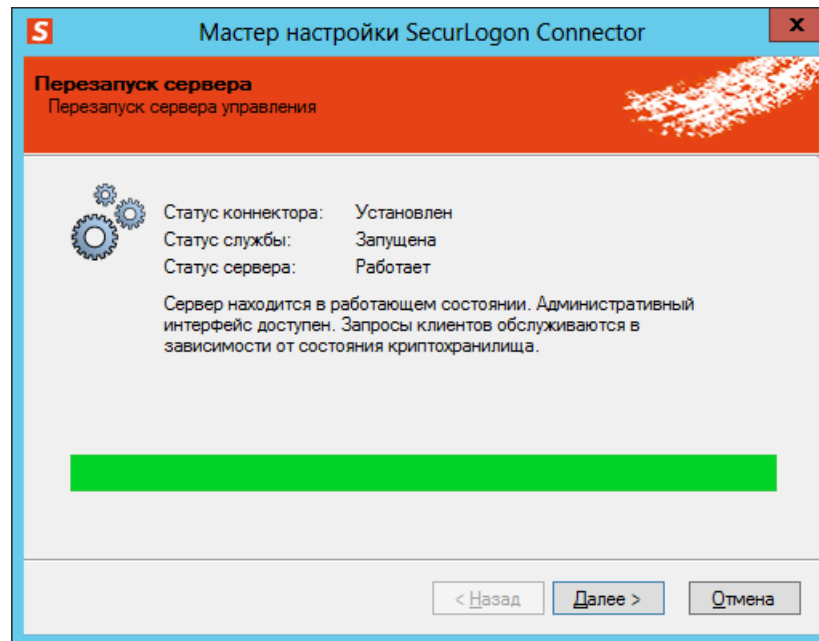 S
Мастер настройки SecurLogon Connector
x
Перезапуск сервера
Перезапуск сервера управления
Статус коннектора: Установлен
Статус службы: Запущена
Статус сервера: Работает
Сервер находится в работающем состоянии. Административный
интерфейс доступен. Запросы клиентов обслуживаются в
зависимости от состояния криптохранилища.
< Назад Далее > Отмена